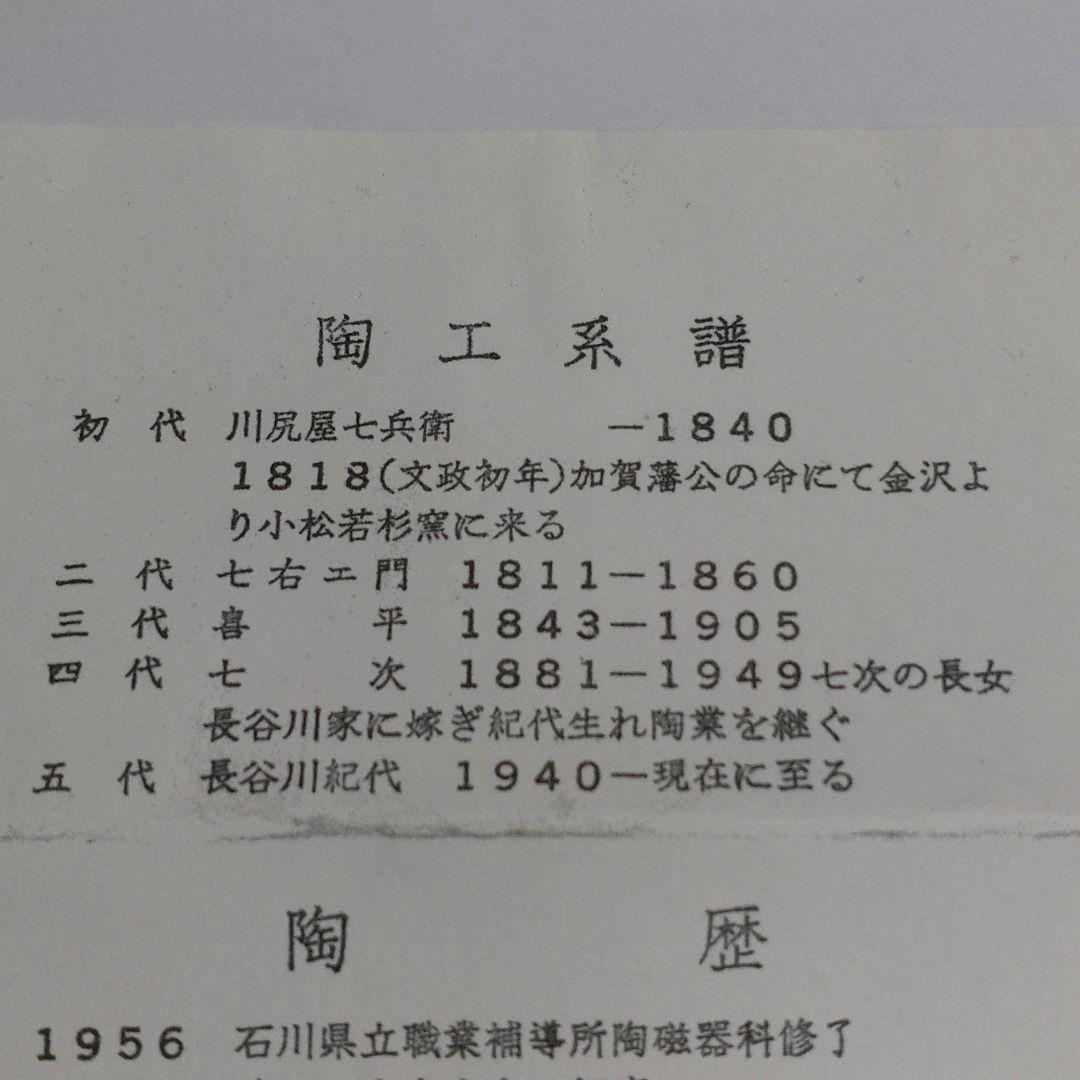 陶工系譜
初代 川尻屋七兵衛 ー1840
1818(文政初年)加賀藩公の命にて金沢よ
り小松若杉窯に来る
二代 七右ェ門 1811ー1860
三代 喜平 1843ー1905
四代 七次 1881ー1949七次の長女
長谷川家に嫁ぎ紀代生れ陶業を継ぐ
五代 長谷川紀代 1940ー現在に至る
陶歴
1956 石川県立職業補導所陶磁器科修了